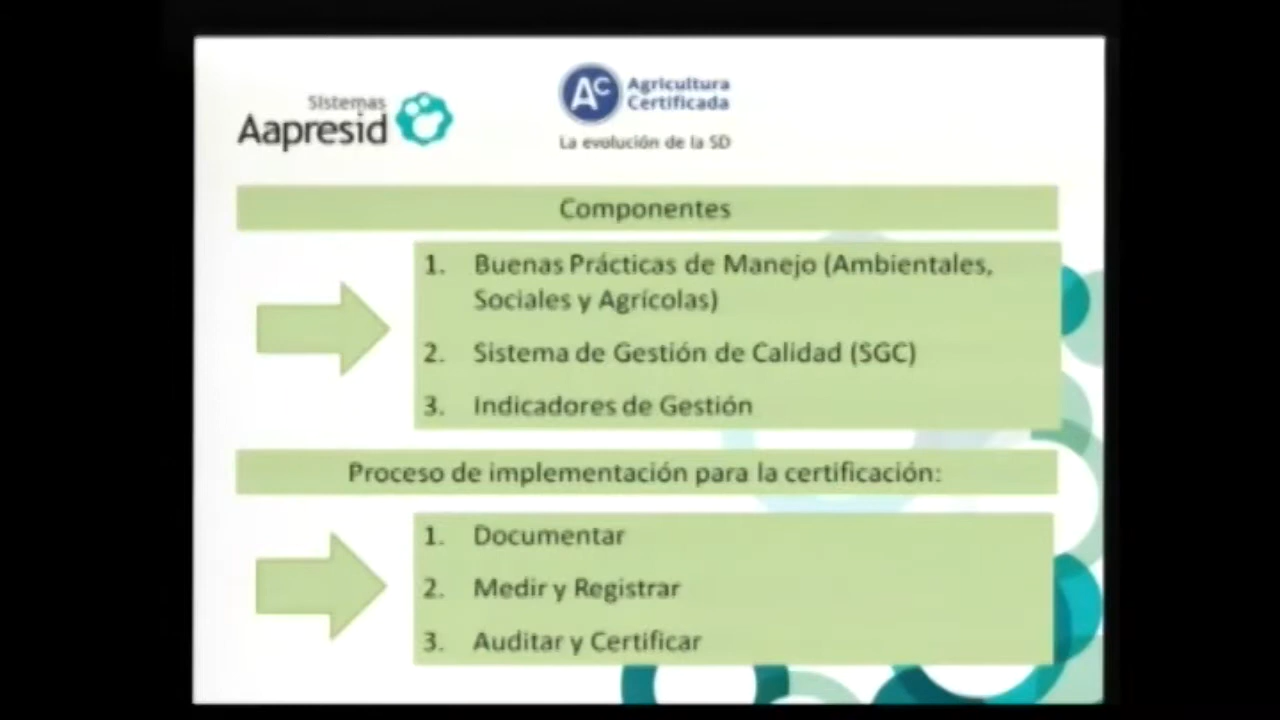 Sistemas
Aapresid
AC
Agricultura
Certificada
La evolución de la SD
Componentes
1. Buenas Prácticas de Manejo (Ambientales,
Sociales y Agrícolas)
2. Sistema de Gestión de Calidad (SGC)
3. Indicadores de Gestión
Proceso de implementación para la certificación:
1. Documentar
2. Medir y Registrar
3. Auditar y Certificar